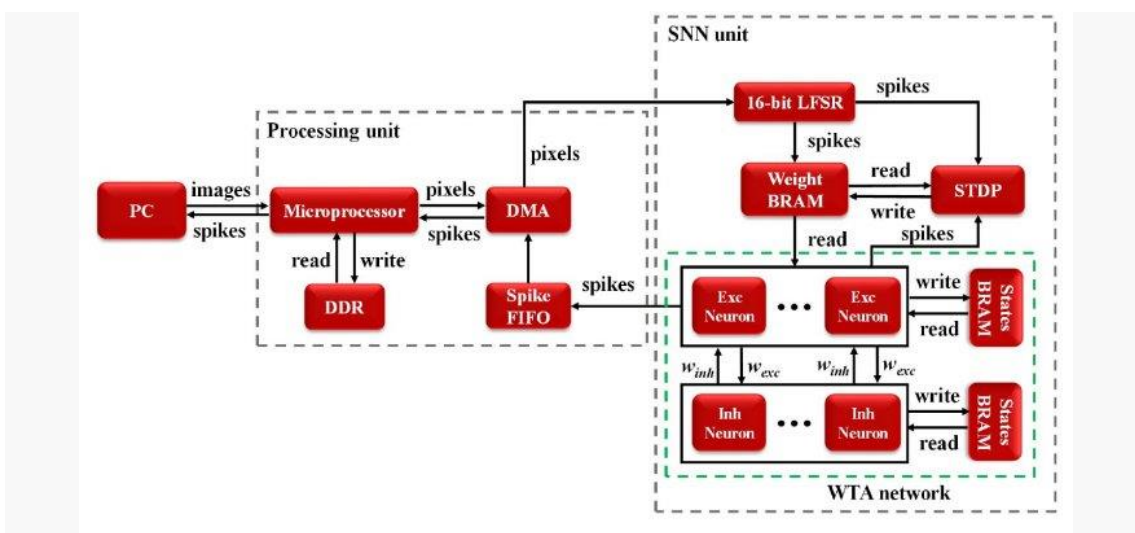 SNN unit
16-bit LFSR
spikes
spikes
Processing unit
pixels
Weight
BRAM
read
write
STDP
PC
images
spikes
Microprocessor
pixels
spikes
DMA
read
spikes
read
write
DDR
Spike
FIFO
spikes
Exc
Neuron
Exc
Neuron
write
read
States
BRAM
w_inh
w_exc
w_inh
w_exc
Inh
Neuron
Inh
Neuron
write
read
States
BRAM
WTA network